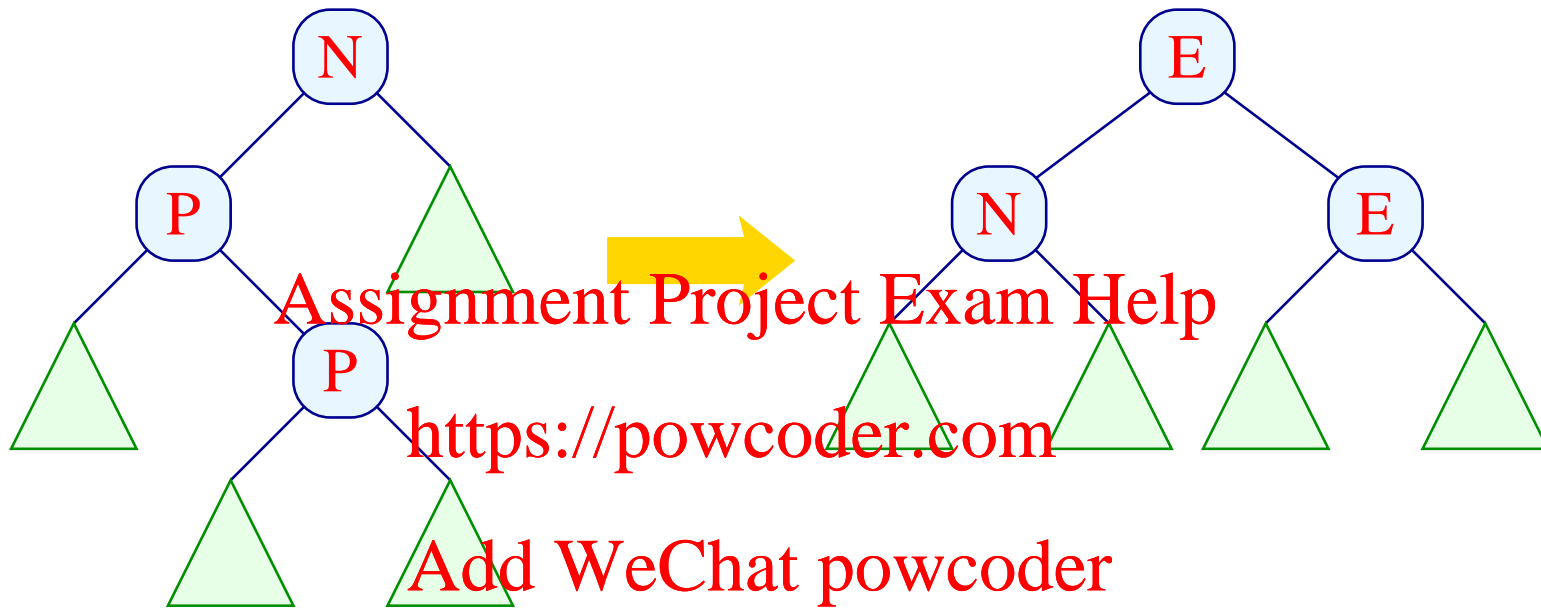 N
E
P
N
E
Assignment Project Exam Help
P
https://powcoder.com
Add WeChat powcoder